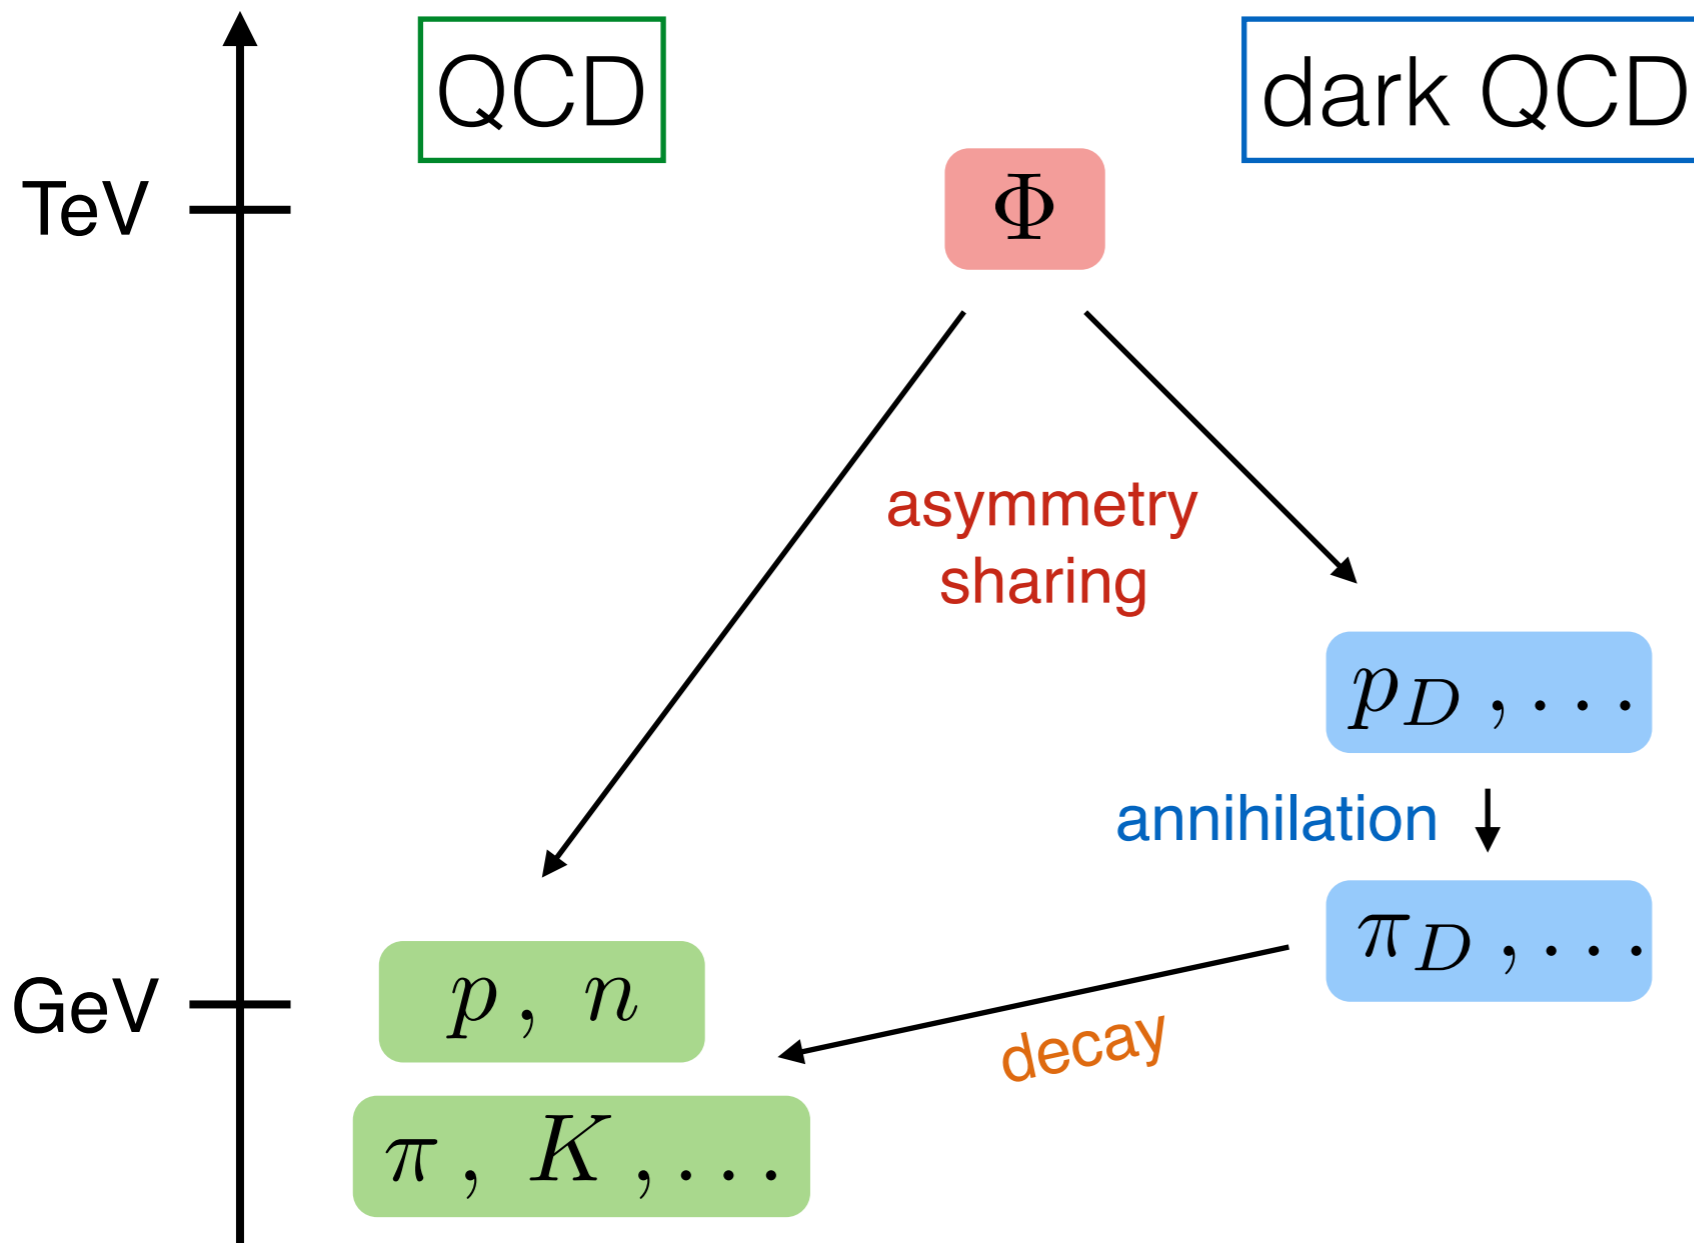 QCD
dark QCD
TeV
Φ
asymmetry
sharing
p_D , . . .
annihilation
π_D , . . .
GeV
p , n
decay
π , K , . . .